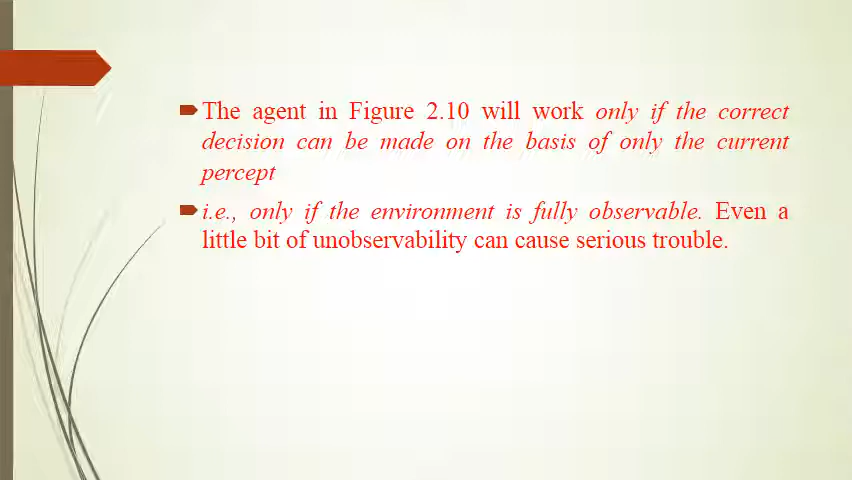 The agent in Figure 2.10 will work only if the correct
decision can be made on the basis of only the current
percept
i.e., only if the environment is fully observable. Even a
little bit of unobservability can cause serious trouble.